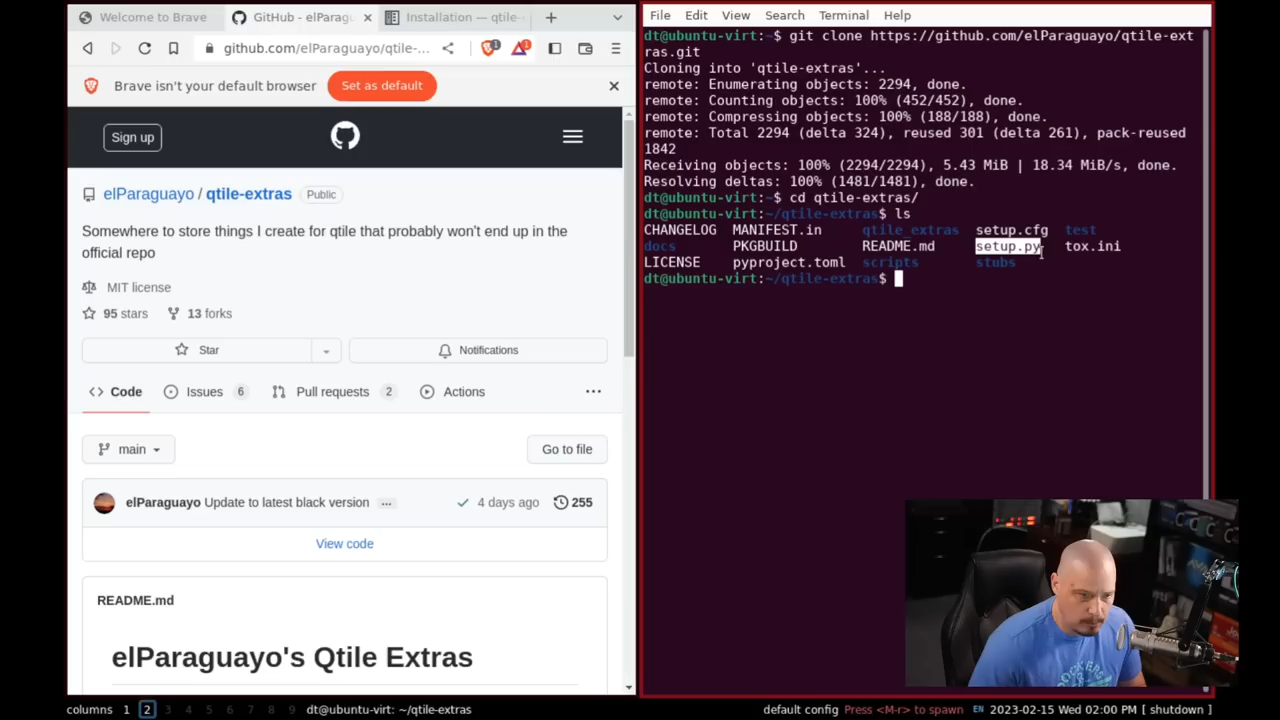 Welcome to Brave
GitHub - elParagu
Installation — qtile-
github.com/elParaguayo/qtile-...
1
1
Brave isn't your default browser
Set as default
Sign up
elParaguayo / qtile-extras
Public
Somewhere to store things I create for qtile that probably won't end up in the
official repo
MIT license
95 stars
13 forks
Star
Notifications
Code
Issues 6
Pull requests 2
Actions
main
Go to file
elParaguayo Update to latest black version ...
4 days ago
255
View code
README.md
elParaguayo's Qtile Extras
File Edit View Search Terminal Help
dt@ubuntu-virt:~$ git clone https://github.com/elParaguayo/qtile-ext
ras.git
Cloning into 'qtile-extras'...
remote: Enumerating objects: 2294, done.
remote: Counting objects: 100% (452/452), done.
remote: Compressing objects: 100% (188/188), done.
remote: Total 2294 (delta 324), reused 301 (delta 261), pack-reused
1842
Receiving objects: 100% (2294/2294), 5.43 MiB | 18.34 MiB/s, done.
Resolving deltas: 100% (1481/1481), done.
dt@ubuntu-virt:~$ cd qtile-extras/
dt@ubuntu-virt:~/qtile-extras$ ls
CHANGELOG MANIFEST.in qtile_extras setup.cfg test
docs PKGBUILD README.md setup.py tox.ini
LICENSE pyproject.toml scripts stubs
dt@ubuntu-virt:~/qtile-extras$
columns 1 2 3 4 5 6 7 8 9 dt@ubuntu-virt: ~/qtile-extras
default config Press <M-r> to spawn EN 2023-02-15 Wed 02:00 PM [ shutdown ]